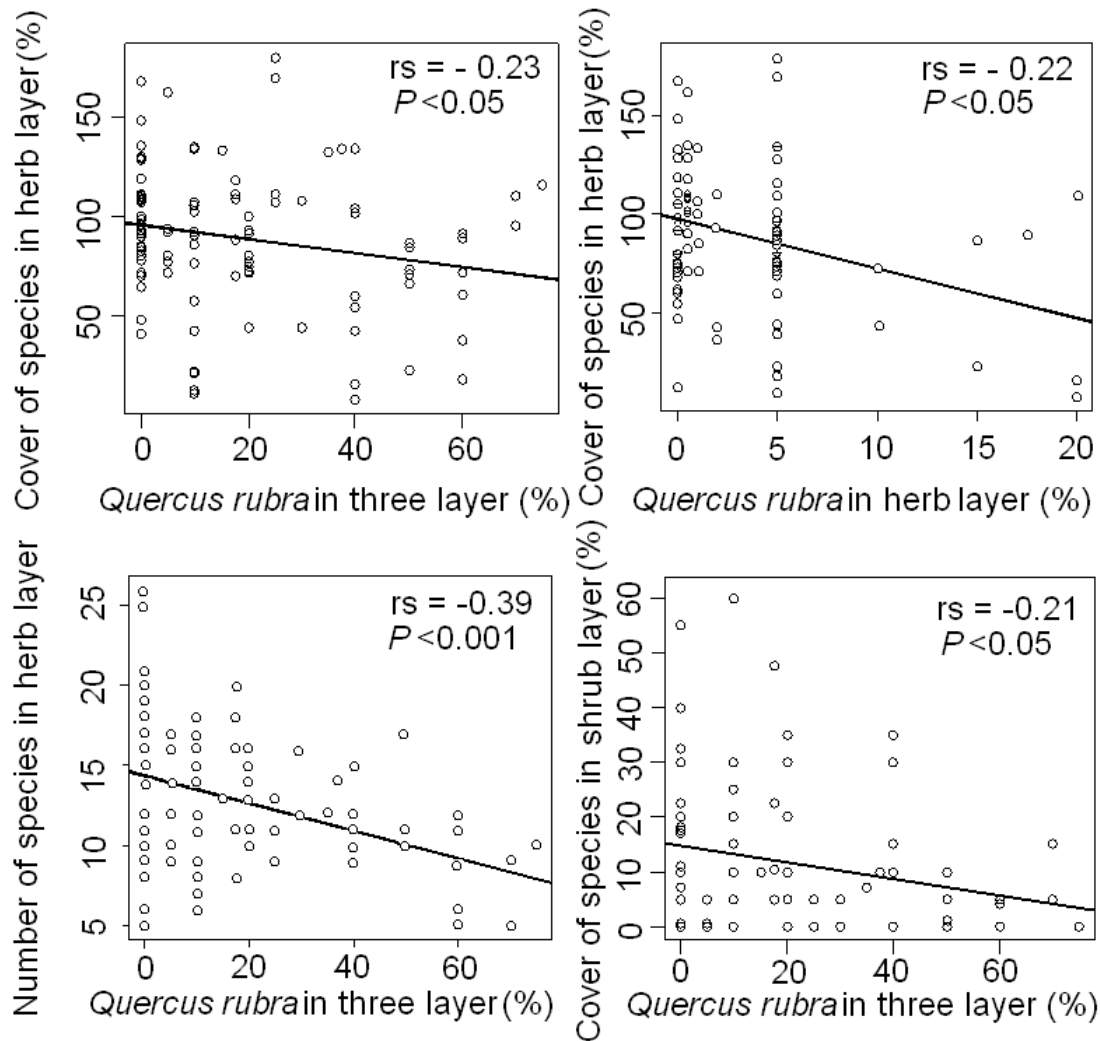 Cover of species in herb layer (%)
rs = - 0.23
P<0.05
150
100
50
0 20 40 60
Quercus rubra in three layer (%)
Cover of species in herb layer (%)
rs = - 0.22
P<0.05
150
100
50
0 5 10 15 20
Quercus rubra in herb layer (%)
Number of species in herb layer
rs = -0.39
P<0.001
25
20
15
10
5
0 20 40 60
Quercus rubra in three layer (%)
Cover of species in shrub layer (%)
rs = -0.21
P<0.05
60
50
40
30
20
10
0
0 20 40 60
Quercus rubra in three layer (%)